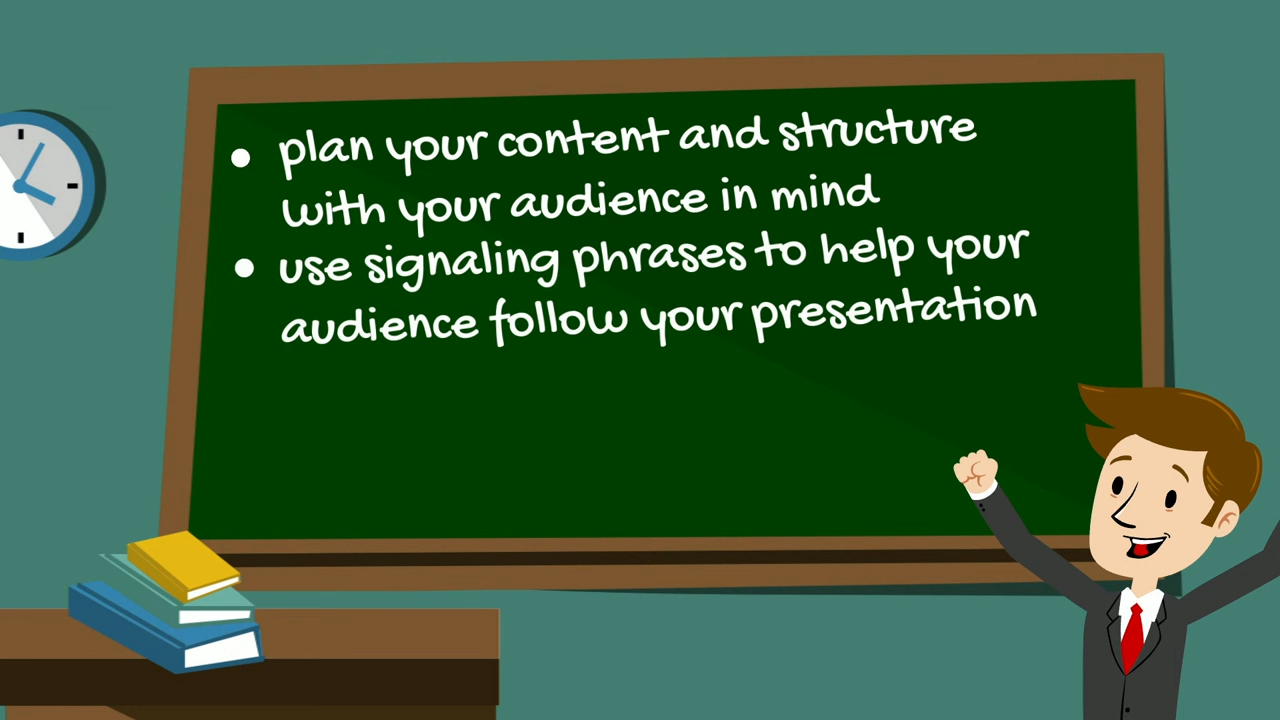 • plan your content and structure
with your audience in mind
• use signaling phrases to help your
audience follow your presentation